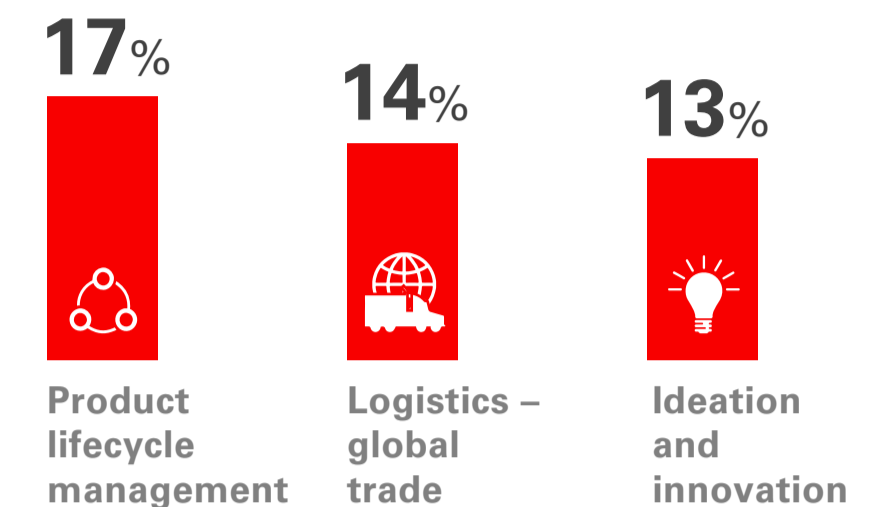 17%
14%
13%
Product
lifecycle
management
Logistics –
global
trade
Ideation
and
innovation